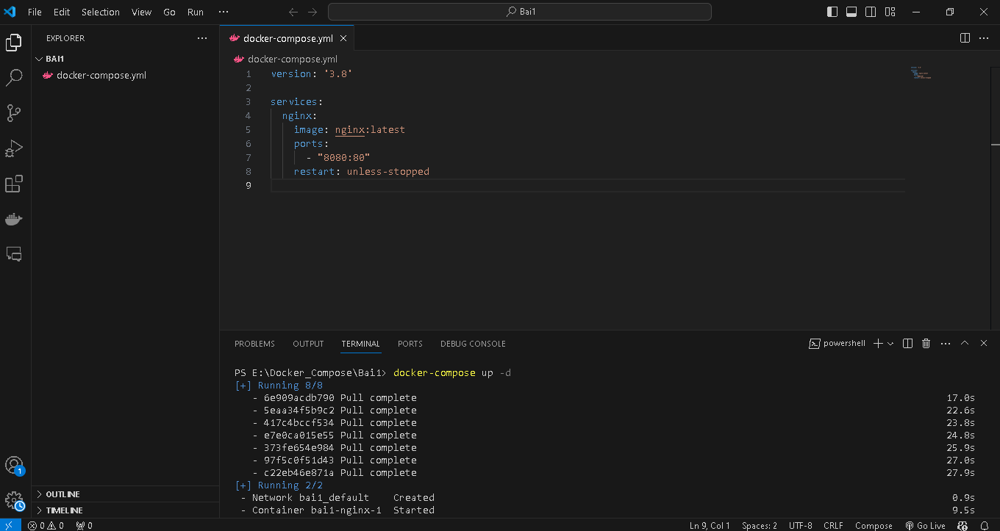 File Edit Selection View Go Run ···
Bai1
EXPLORER
BAI1
docker-compose.yml
OUTLINE
TIMELINE
docker-compose.yml
docker-compose.yml
1 version: '3.8'
2
3 services:
4 nginx:
5 image: nginx:latest
6 ports:
7 - "8080:80"
8 restart: unless-stopped
9
PROBLEMS OUTPUT TERMINAL PORTS DEBUG CONSOLE
powershell
PS E:\Docker_Compose\Bai1> docker-compose up -d
[+] Running 8/8
- 6e909acdb790 Pull complete 17.0s
- 5eaa34f5b9c2 Pull complete 22.6s
- 417c4bccf534 Pull complete 23.8s
- e7e0ca015e55 Pull complete 24.8s
- 373fe654e984 Pull complete 25.9s
- 97f5c0f51d43 Pull complete 27.0s
- c22eb46e871a Pull complete 27.9s
[+] Running 2/2
- Network bai1_default Created 0.9s
- Container bai1-nginx-1 Started 9.5s
1
0 0 0
Ln 9, Col 1 Spaces: 2 UTF-8 CRLF Compose Go Live